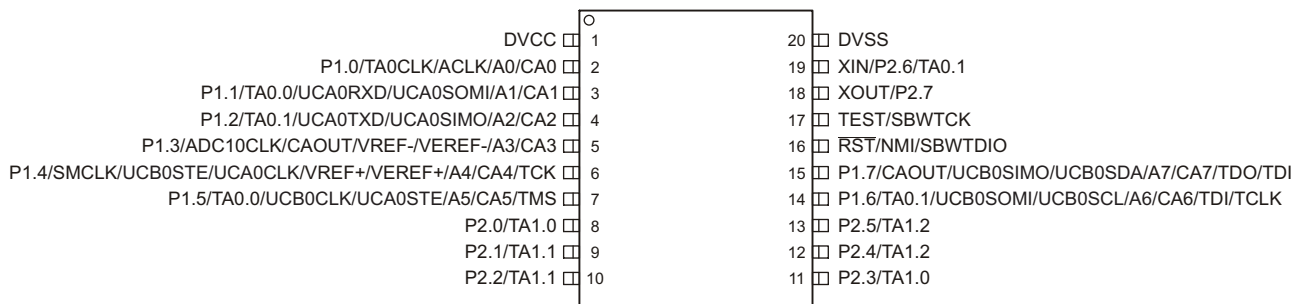 DVCC 1 20 DVSS
P1.0/TA0CLK/ACLK/A0/CA0 2 19 XIN/P2.6/TA0.1
P1.1/TA0.0/UCA0RXD/UCA0SOMI/A1/CA1 3 18 XOUT/P2.7
P1.2/TA0.1/UCA0TXD/UCA0SIMO/A2/CA2 4 17 TEST/SBWTCK
P1.3/ADC10CLK/CAOUT/VREF-/VEREF-/A3/CA3 5 16 RST/NMI/SBWTDIO
P1.4/SMCLK/UCB0STE/UCA0CLK/VREF+/VEREF+/A4/CA4/TCK 6 15 P1.7/CAOUT/UCB0SIMO/UCB0SDA/A7/CA7/TDO/TDI
P1.5/TA0.0/UCB0CLK/UCA0STE/A5/CA5/TMS 7 14 P1.6/TA0.1/UCB0SOMI/UCB0SCL/A6/CA6/TDI/TCLK
P2.0/TA1.0 8 13 P2.5/TA1.2
P2.1/TA1.1 9 12 P2.4/TA1.2
P2.2/TA1.1 10 11 P2.3/TA1.0